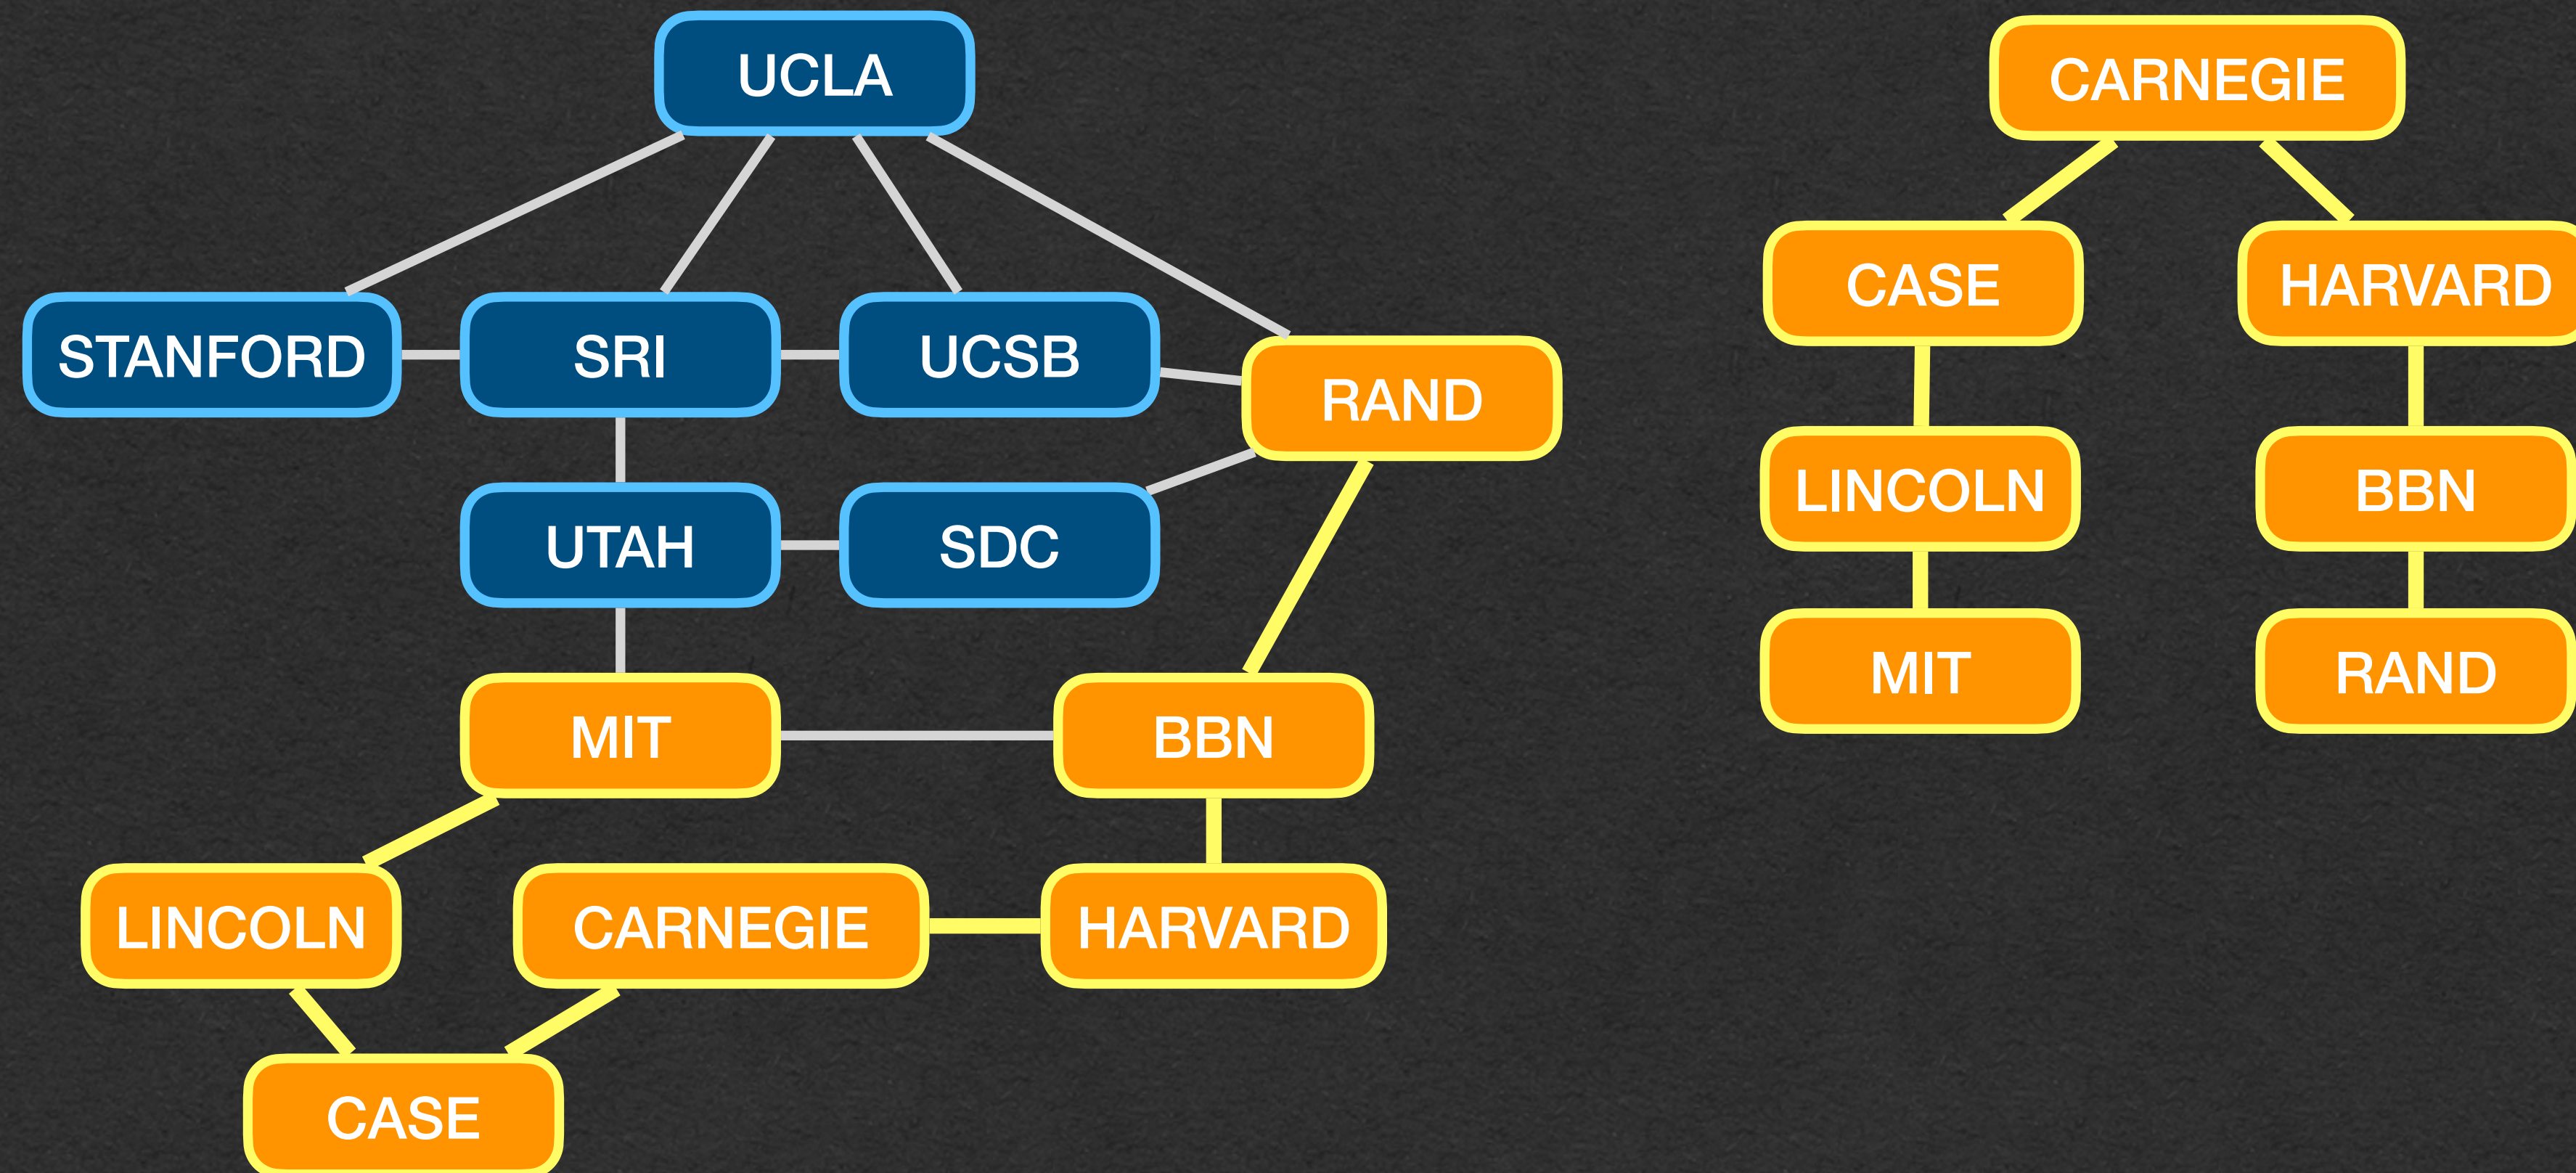 UCLA
STANFORD
SRI
UCSB
RAND
UTAH
SDC
MIT
BBN
LINCOLN
CARNEGIE
HARVARD
CASE
CARNEGIE
CASE
HARVARD
LINCOLN
BBN
MIT
RAND